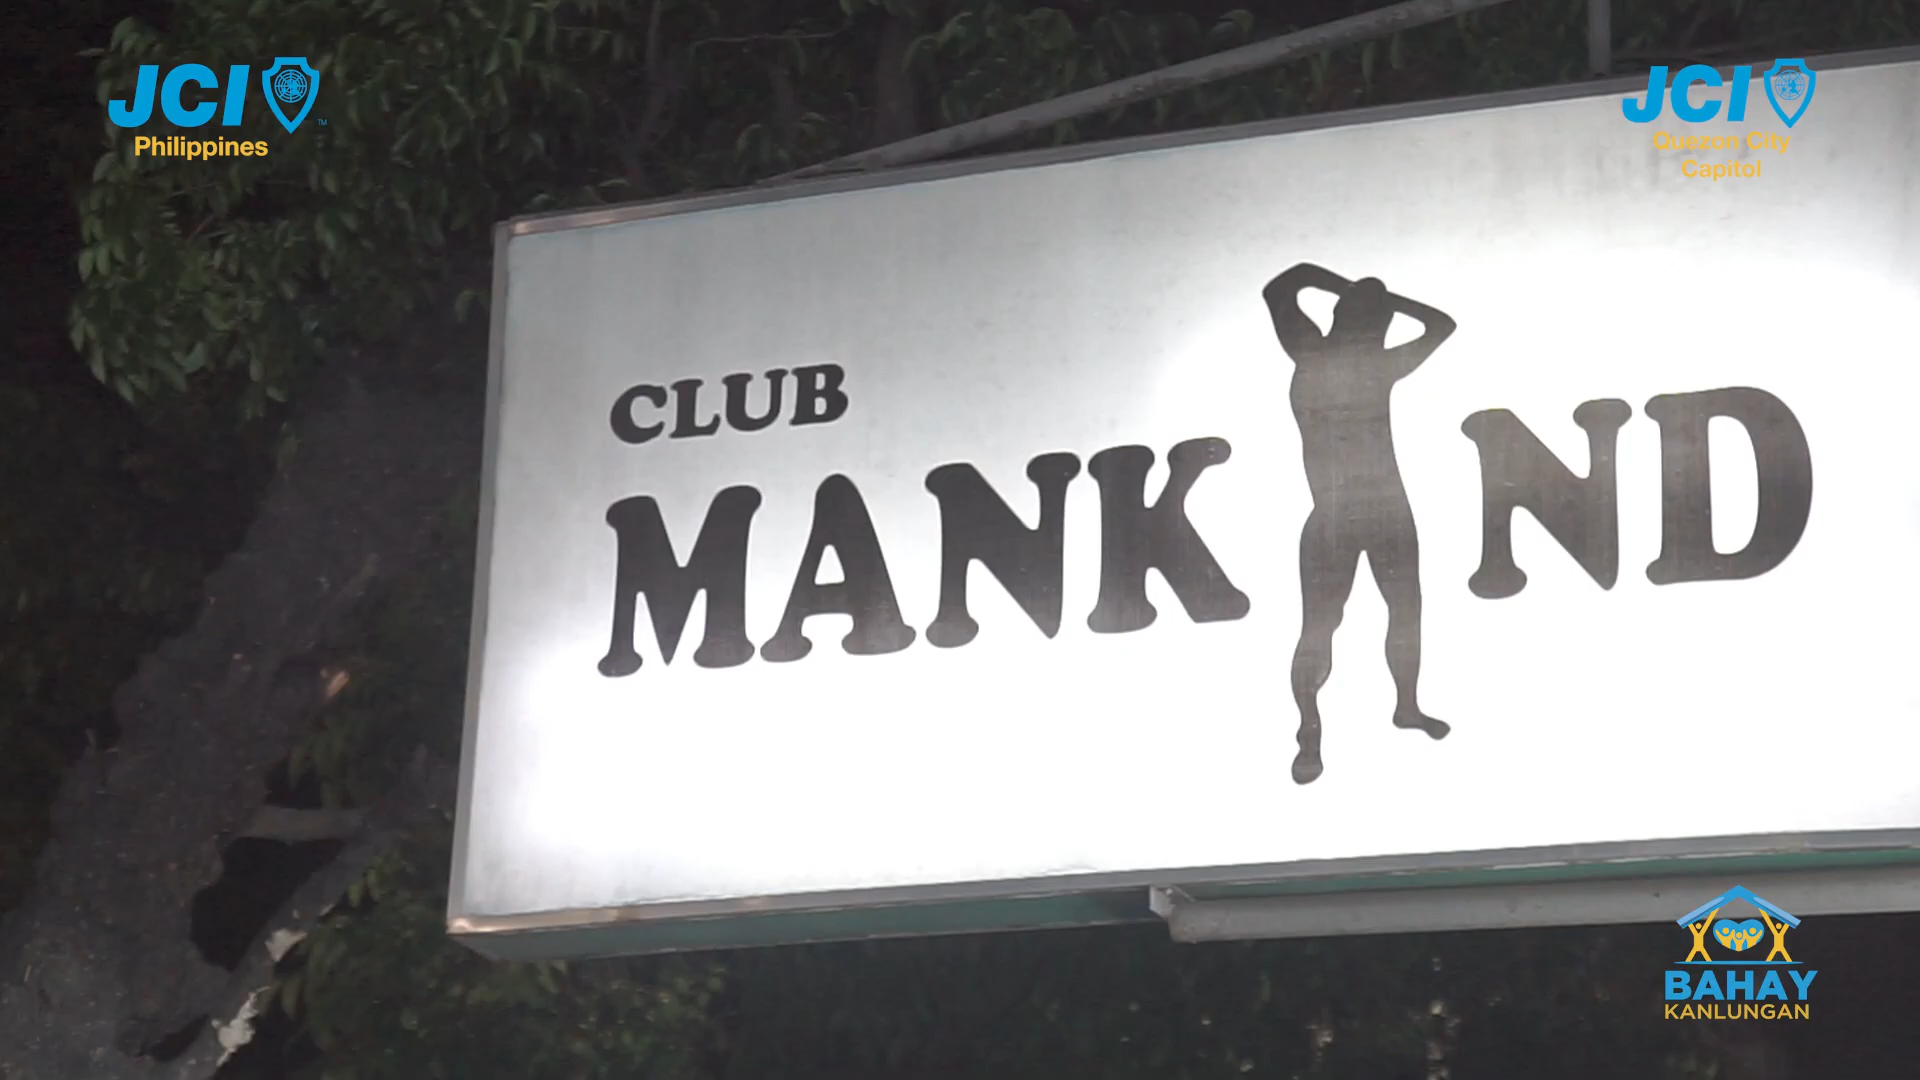 JCI
Philippines
JCI
Quezon City
Capitol
CLUB
MANKIND
BAHAY
KANLUNGAN